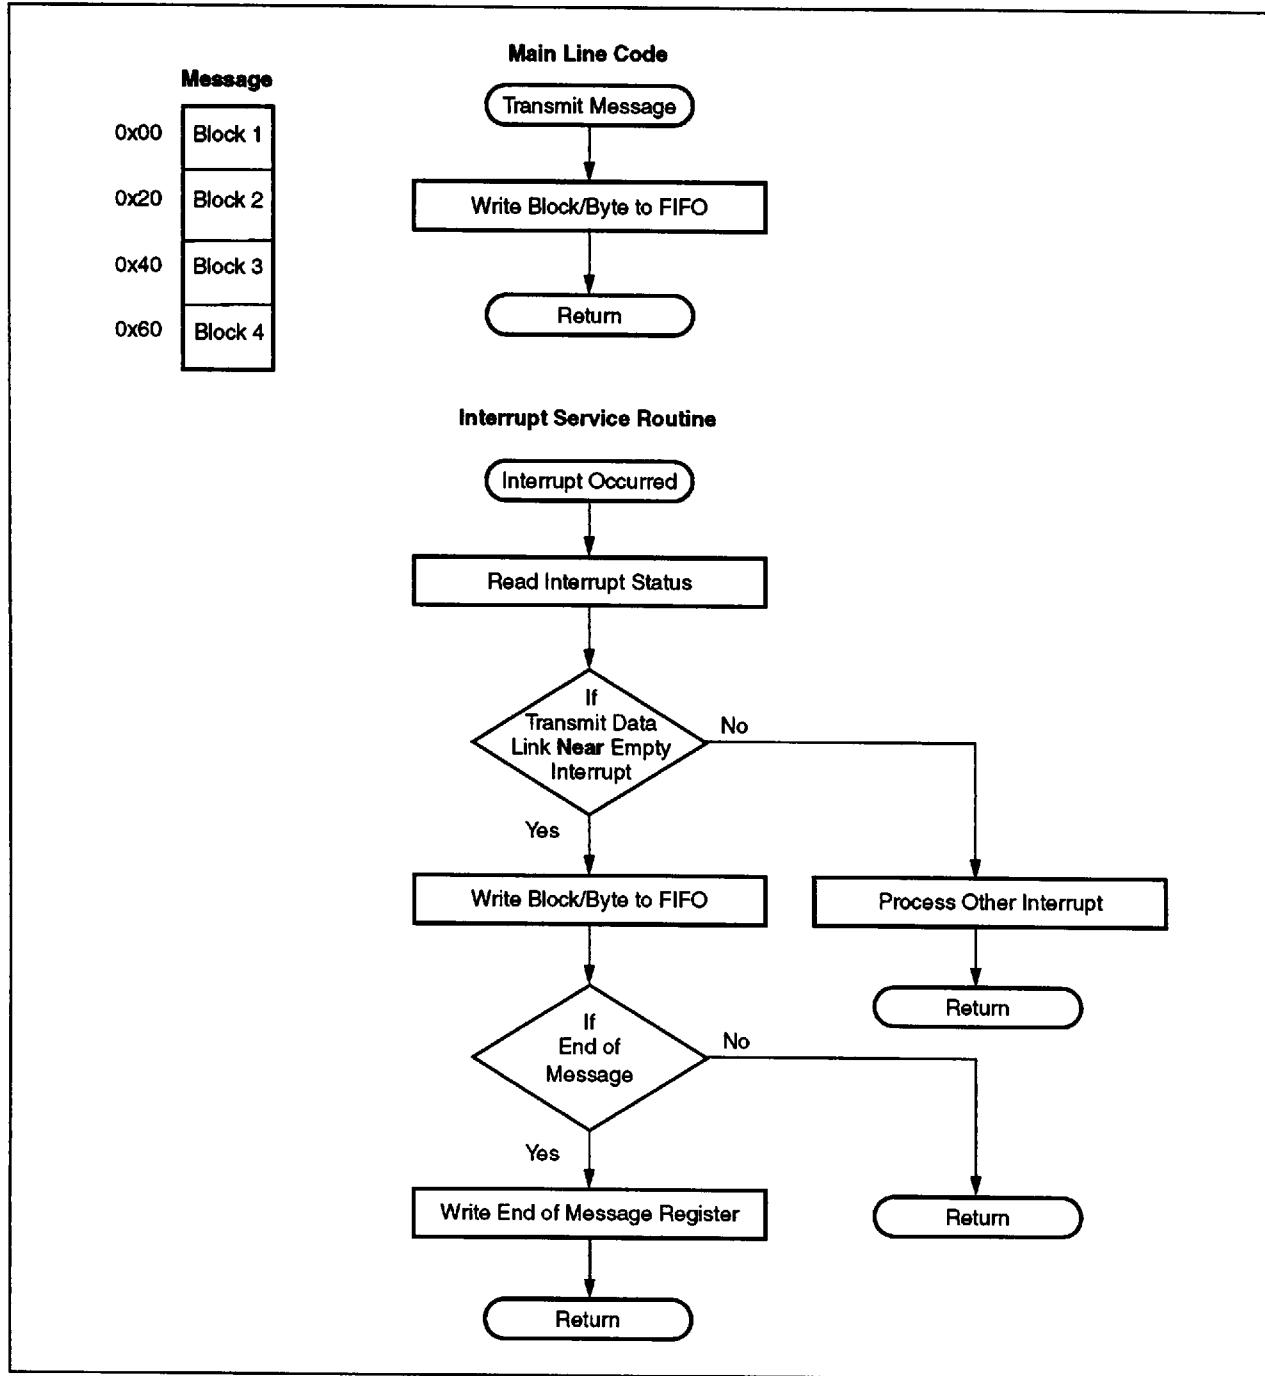 Message
0x00 Block 1
0x20 Block 2
0x40 Block 3
0x60 Block 4
Main Line Code
Transmit Message
Write Block/Byte to FIFO
Return
Interrupt Service Routine
Interrupt Occurred
Read Interrupt Status
If
Transmit Data
Link Near Empty
Interrupt
No
Yes
Write Block/Byte to FIFO
Process Other Interrupt
Return
If
End of
Message
No
Yes
Write End of Message Register
Return
Return